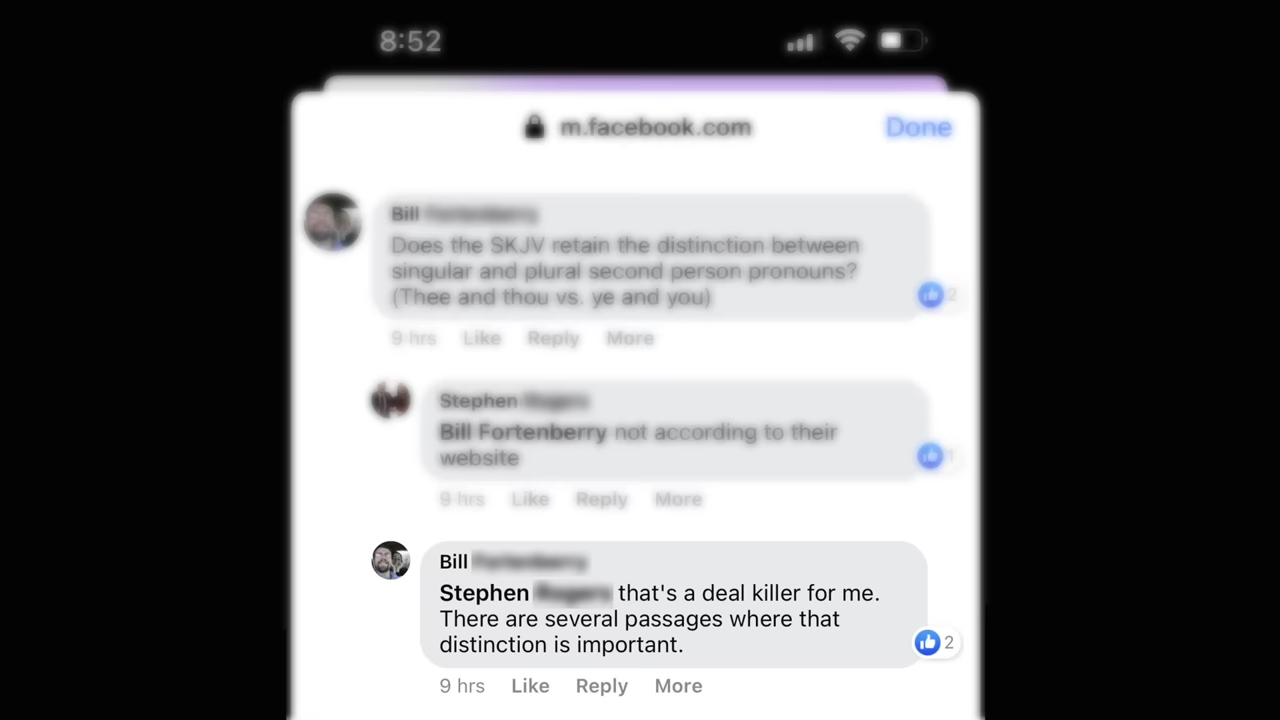 8:52
m.facebook.com
Done
Bill
Does the SKJV retain the distinction between
singular and plural second person pronouns?
(Thee and thou vs. ye and you)
2
9 hrs Like Reply More
Stephen
Bill Fortenberry not according to their
website
1
9 hrs Like Reply More
Bill
Stephen that's a deal killer for me.
There are several passages where that
distinction is important.
2
9 hrs Like Reply More